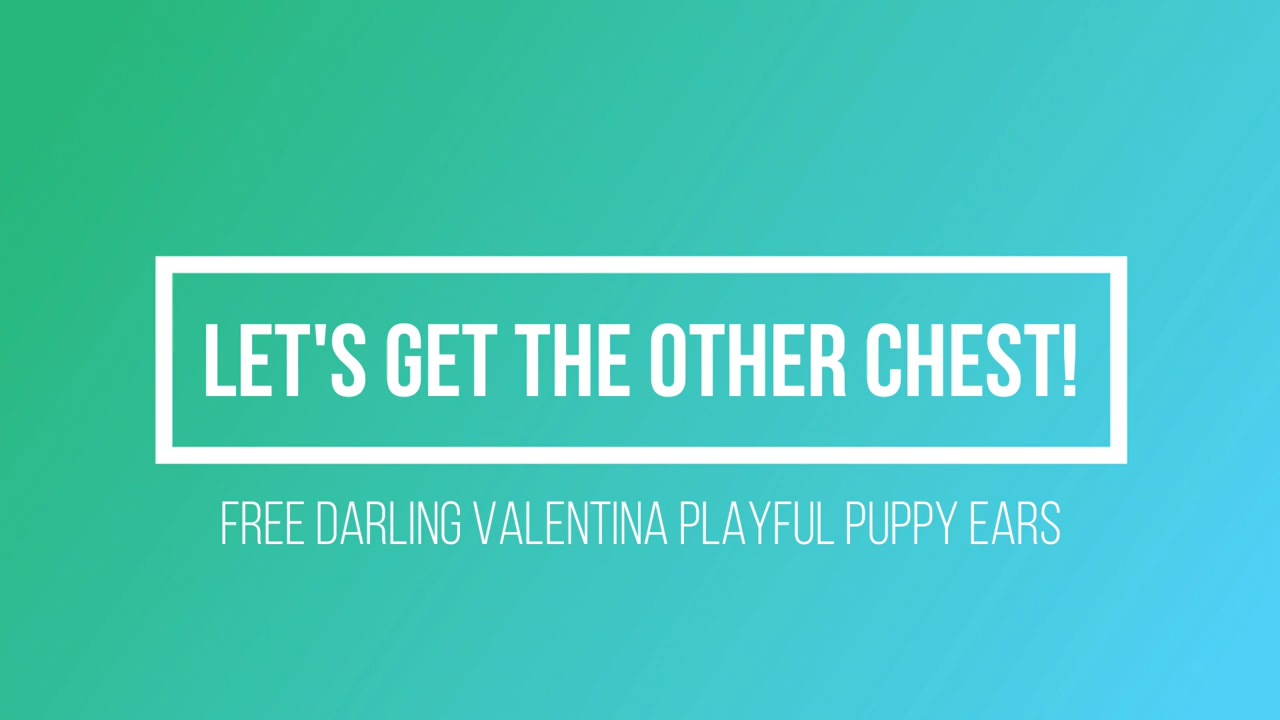 LET'S GET THE OTHER CHEST!
FREE DARLING VALENTINA PLAYFUL PUPPY EARS